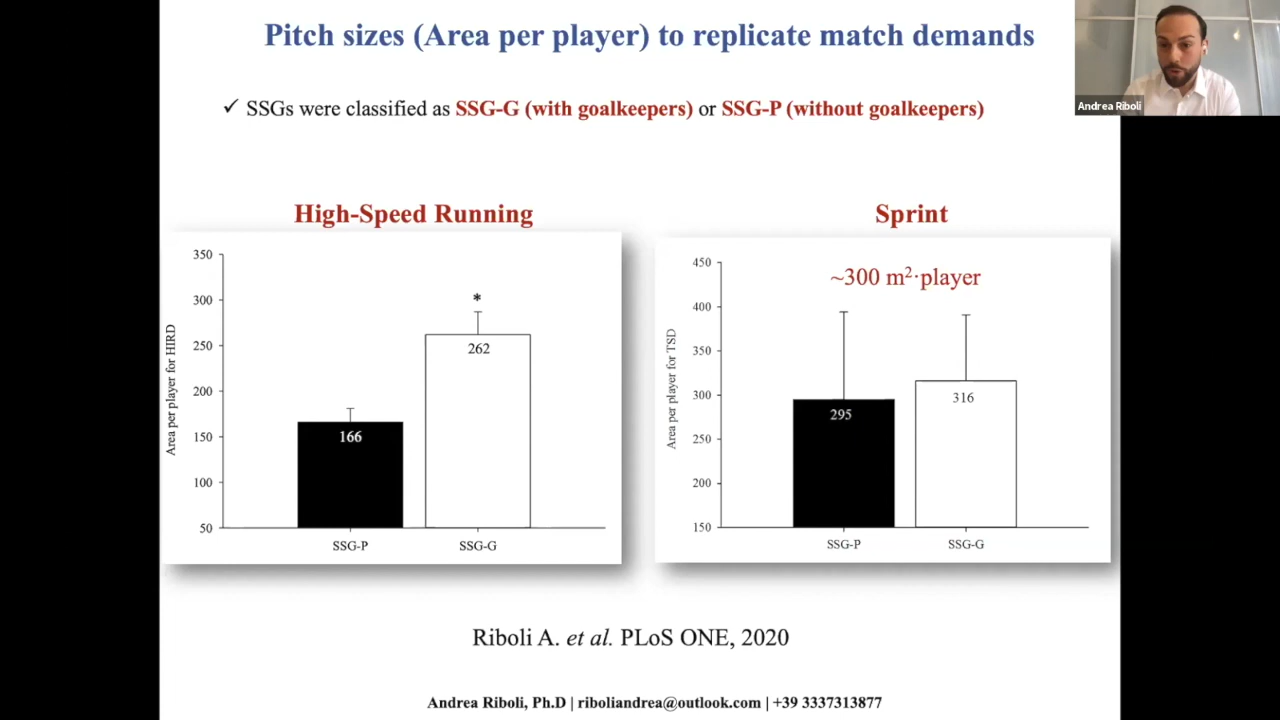 Pitch sizes (Area per player) to replicate match demands
Andrea Riboli
✓ SSGs were classified as SSG-G (with goalkeepers) or SSG-P (without goalkeepers)
High-Speed Running
350
300
250
200
150
100
50
Area per player for HIRD
*
166
262
SSG-P
SSG-G
Sprint
~300 m²·player
450
400
350
300
250
200
150
Area per player for TSD
295
316
SSG-P
SSG-G
Riboli A. et al. PLoS ONE, 2020
Andrea Riboli, Ph.D | riboliandrea@outlook.com | +39 3337313877